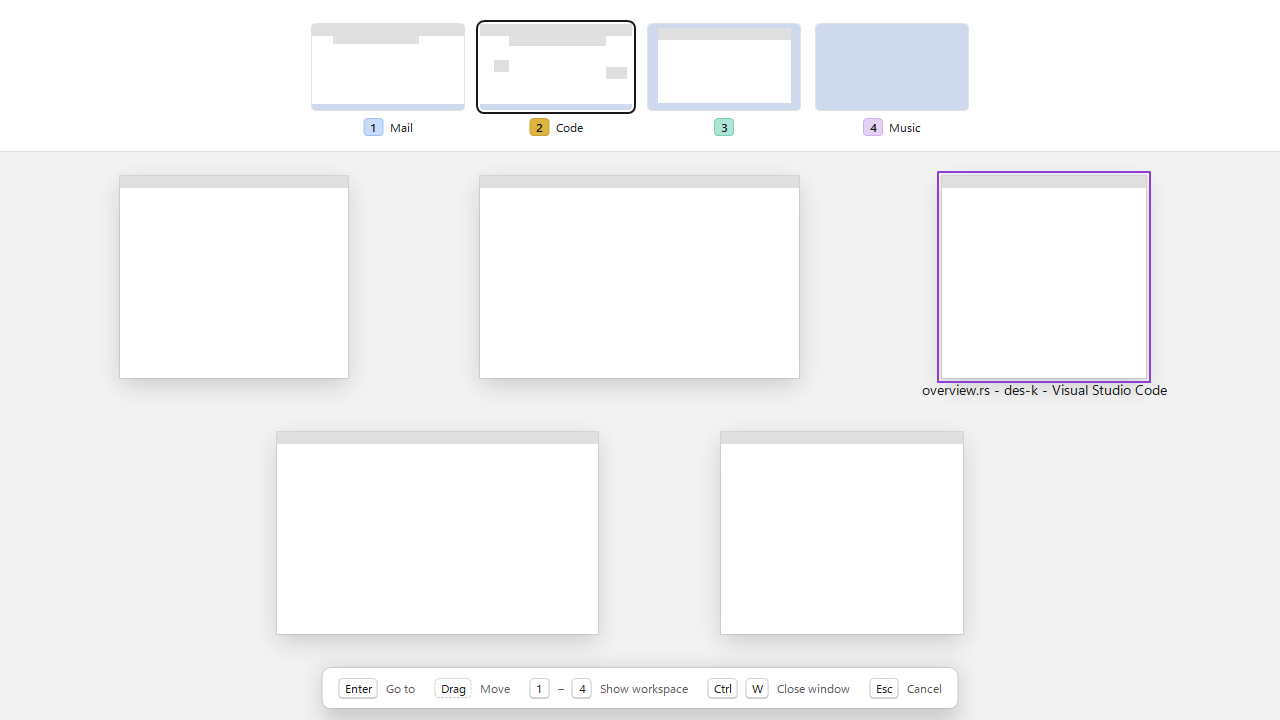 1 Mail
2 Code
3
4 Music
overview.rs - des-k - Visual Studio Code
Enter Go to Drag Move 1 – 4 Show workspace Ctrl W Close window Esc Cancel